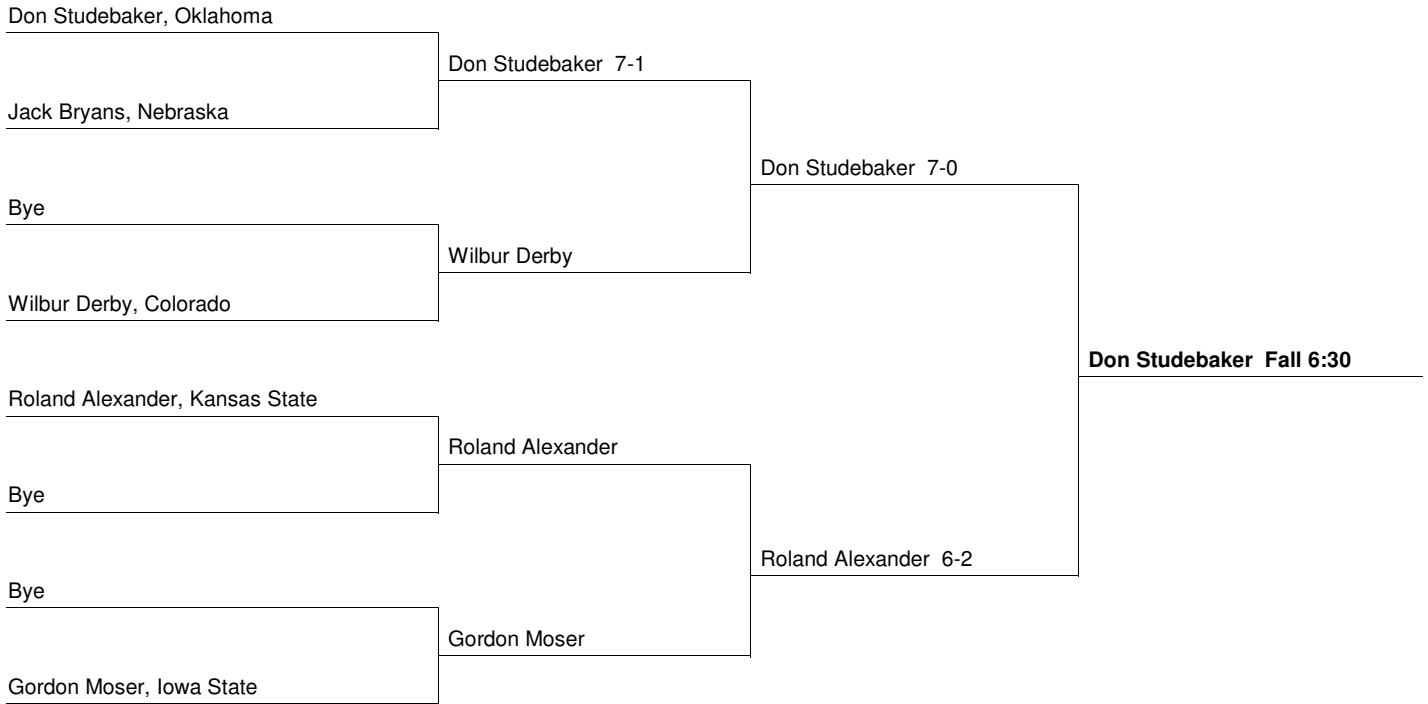 Don Studebaker, Oklahoma
Don Studebaker  7-1
Jack Bryans, Nebraska
Don Studebaker  7-0
Bye
Wilbur Derby
Wilbur Derby, Colorado
Don Studebaker  Fall 6:30
Roland Alexander, Kansas State
Roland Alexander
Bye
Roland Alexander  6-2
Bye
Gordon Moser
Gordon Moser, Iowa State